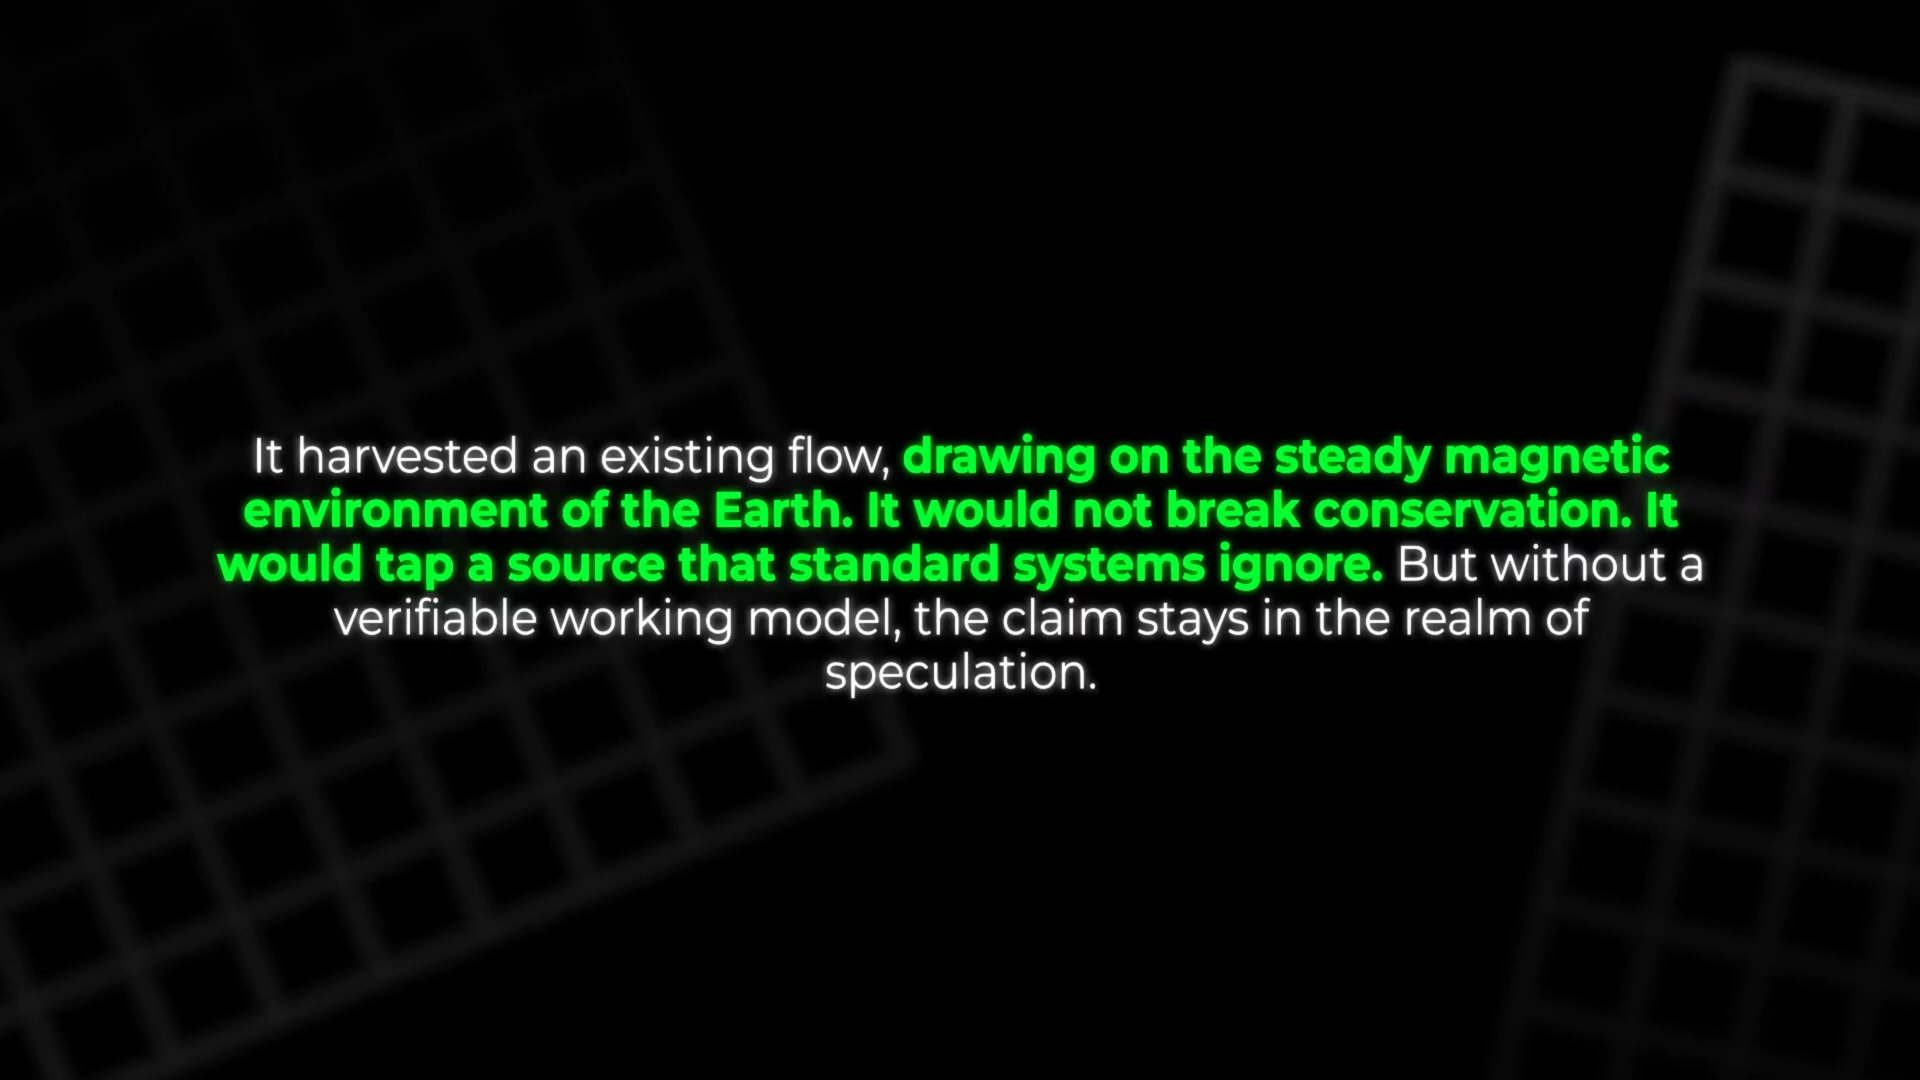 It harvested an existing flow, drawing on the steady magnetic
environment of the Earth. It would not break conservation. It
would tap a source that standard systems ignore. But without a
verifiable working model, the claim stays in the realm of
speculation.